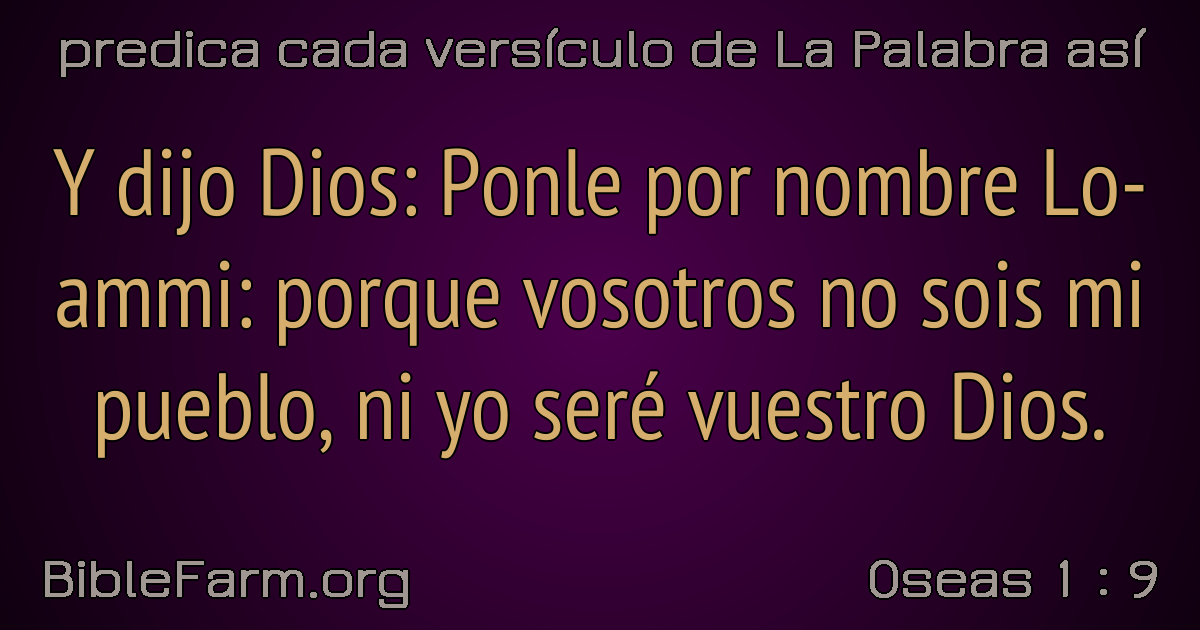 predica cada versículo de La Palabra así
Y dijo Dios: Ponle por nombre Lo-
ammi: porque vosotros no sois mi
pueblo, ni yo seré vuestro Dios.
BibleFarm.org
Oseas 1 : 9